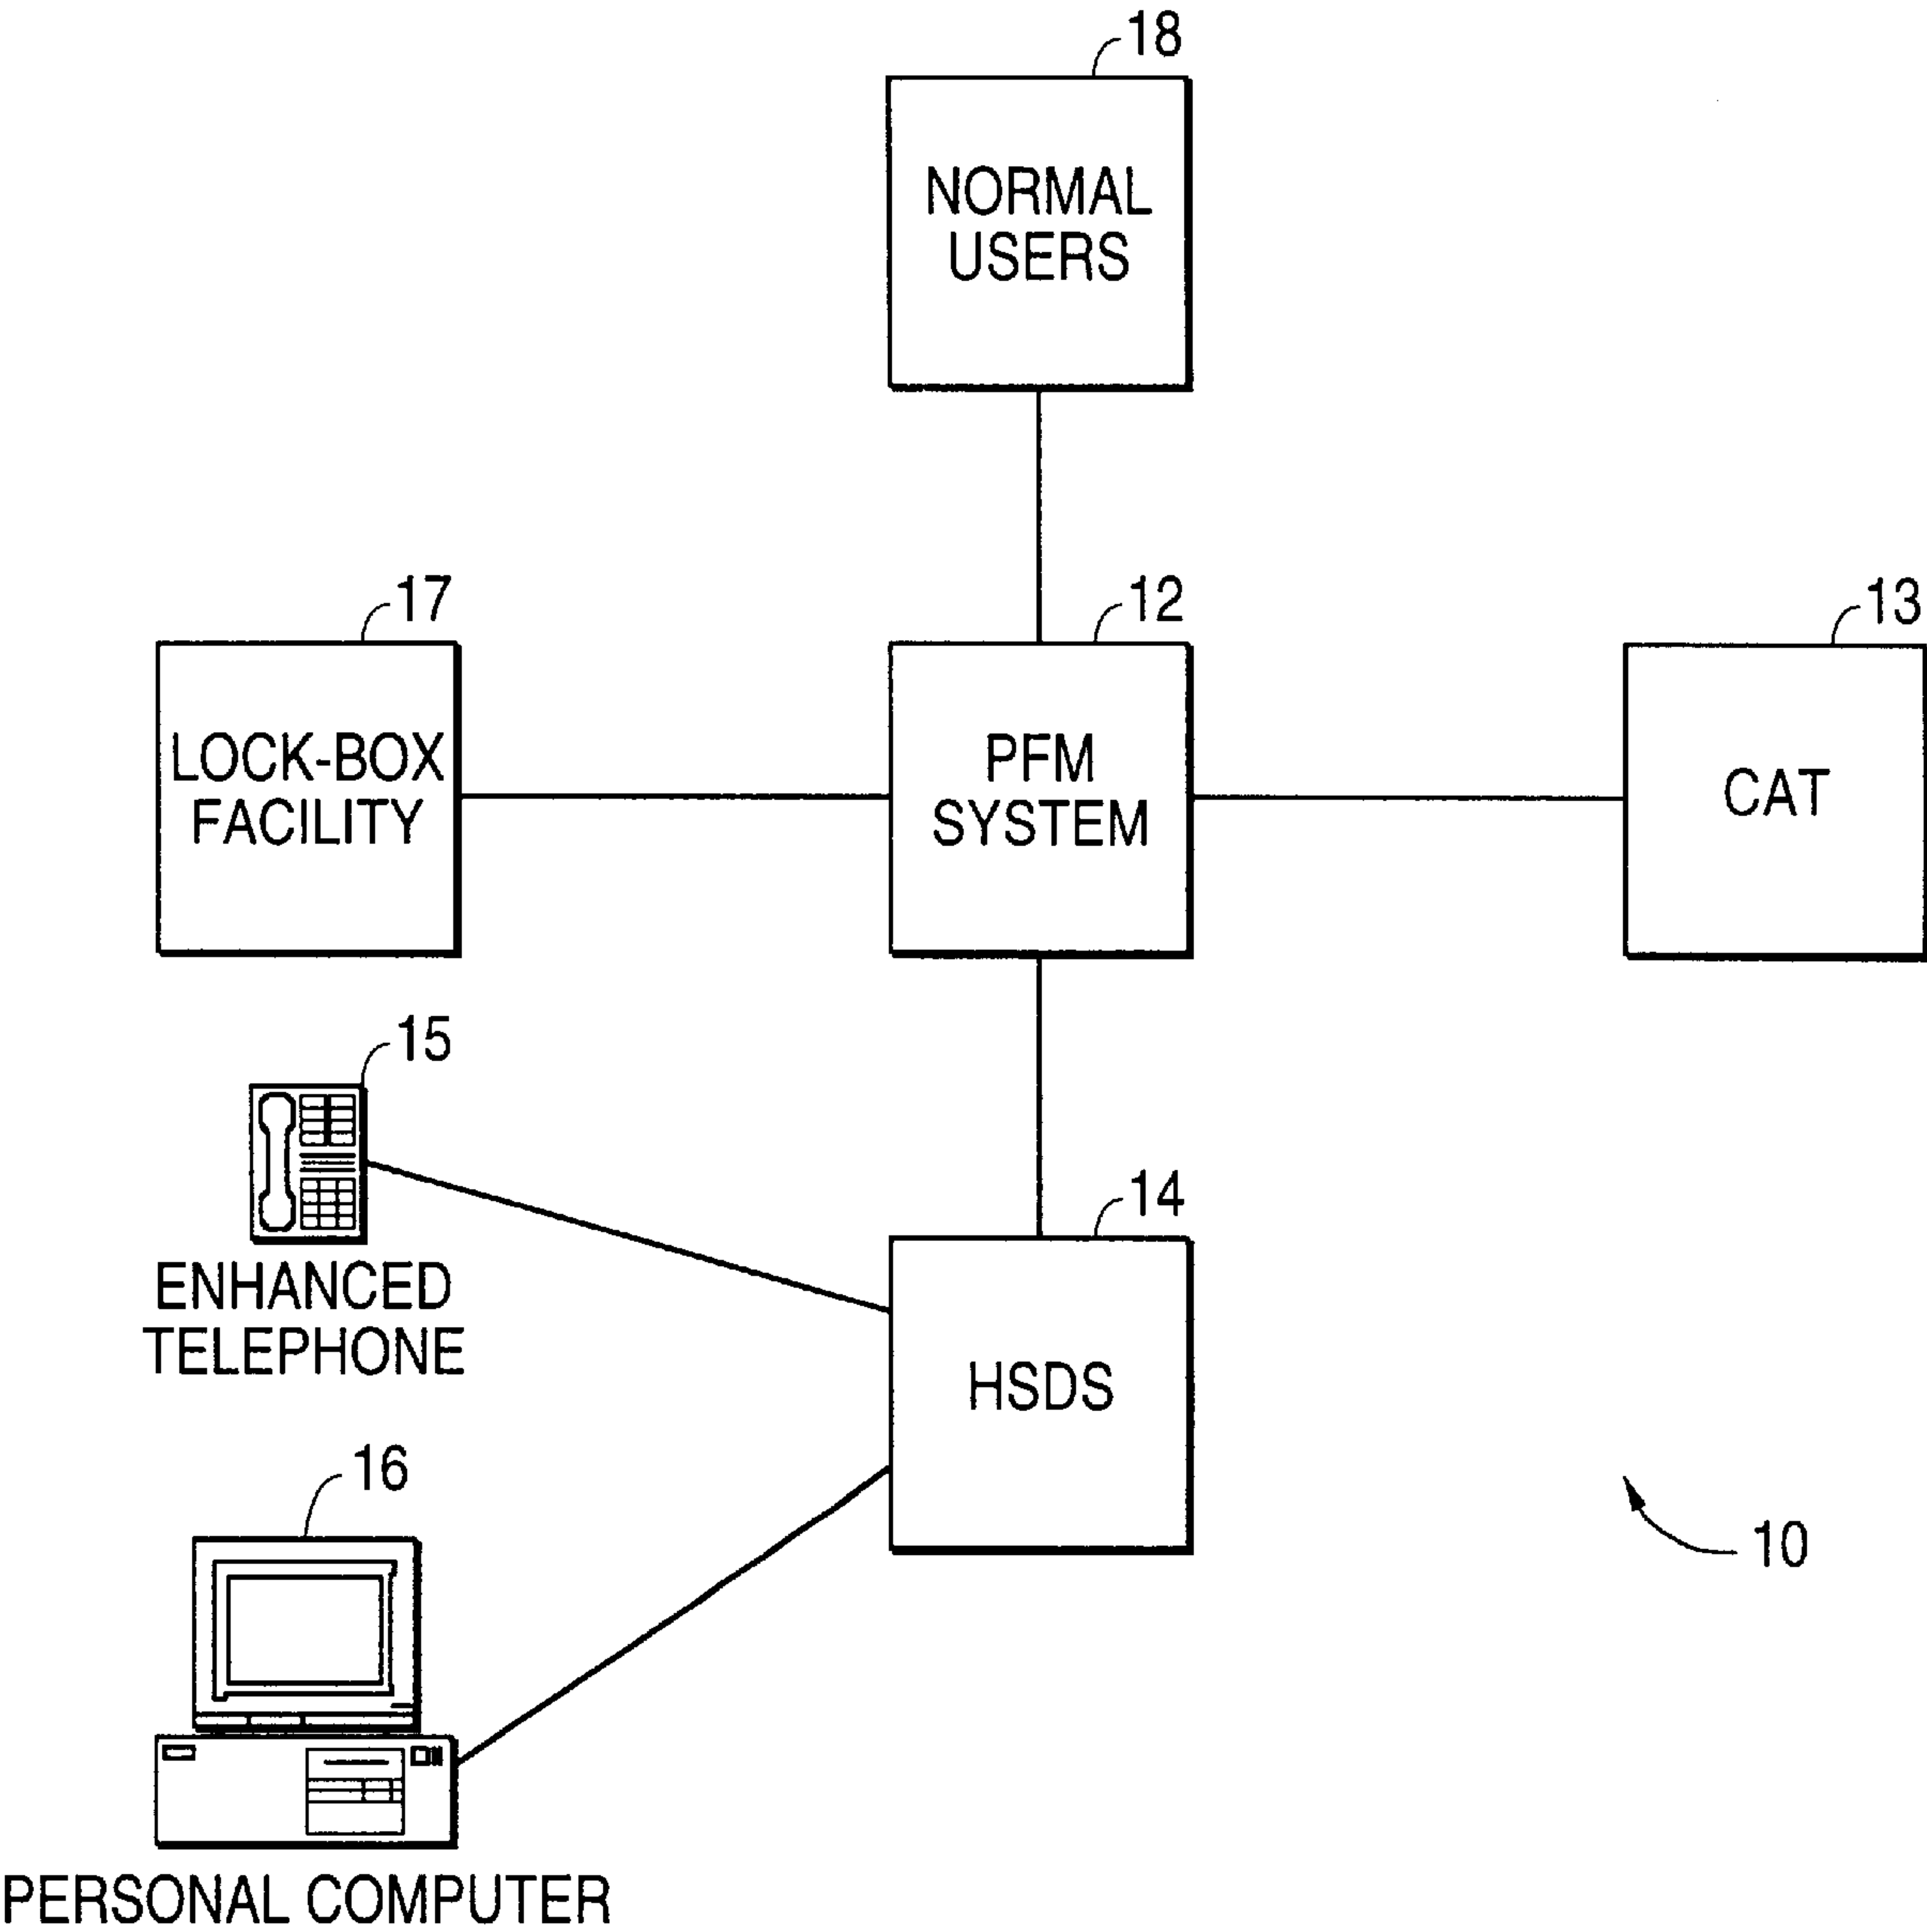 18
NORMAL
USERS
17
12
13
LOCK-BOX
FACILITY
PFM
SYSTEM
CAT
15
14
ENHANCED
TELEPHONE
HSDS
16
10
PERSONAL COMPUTER